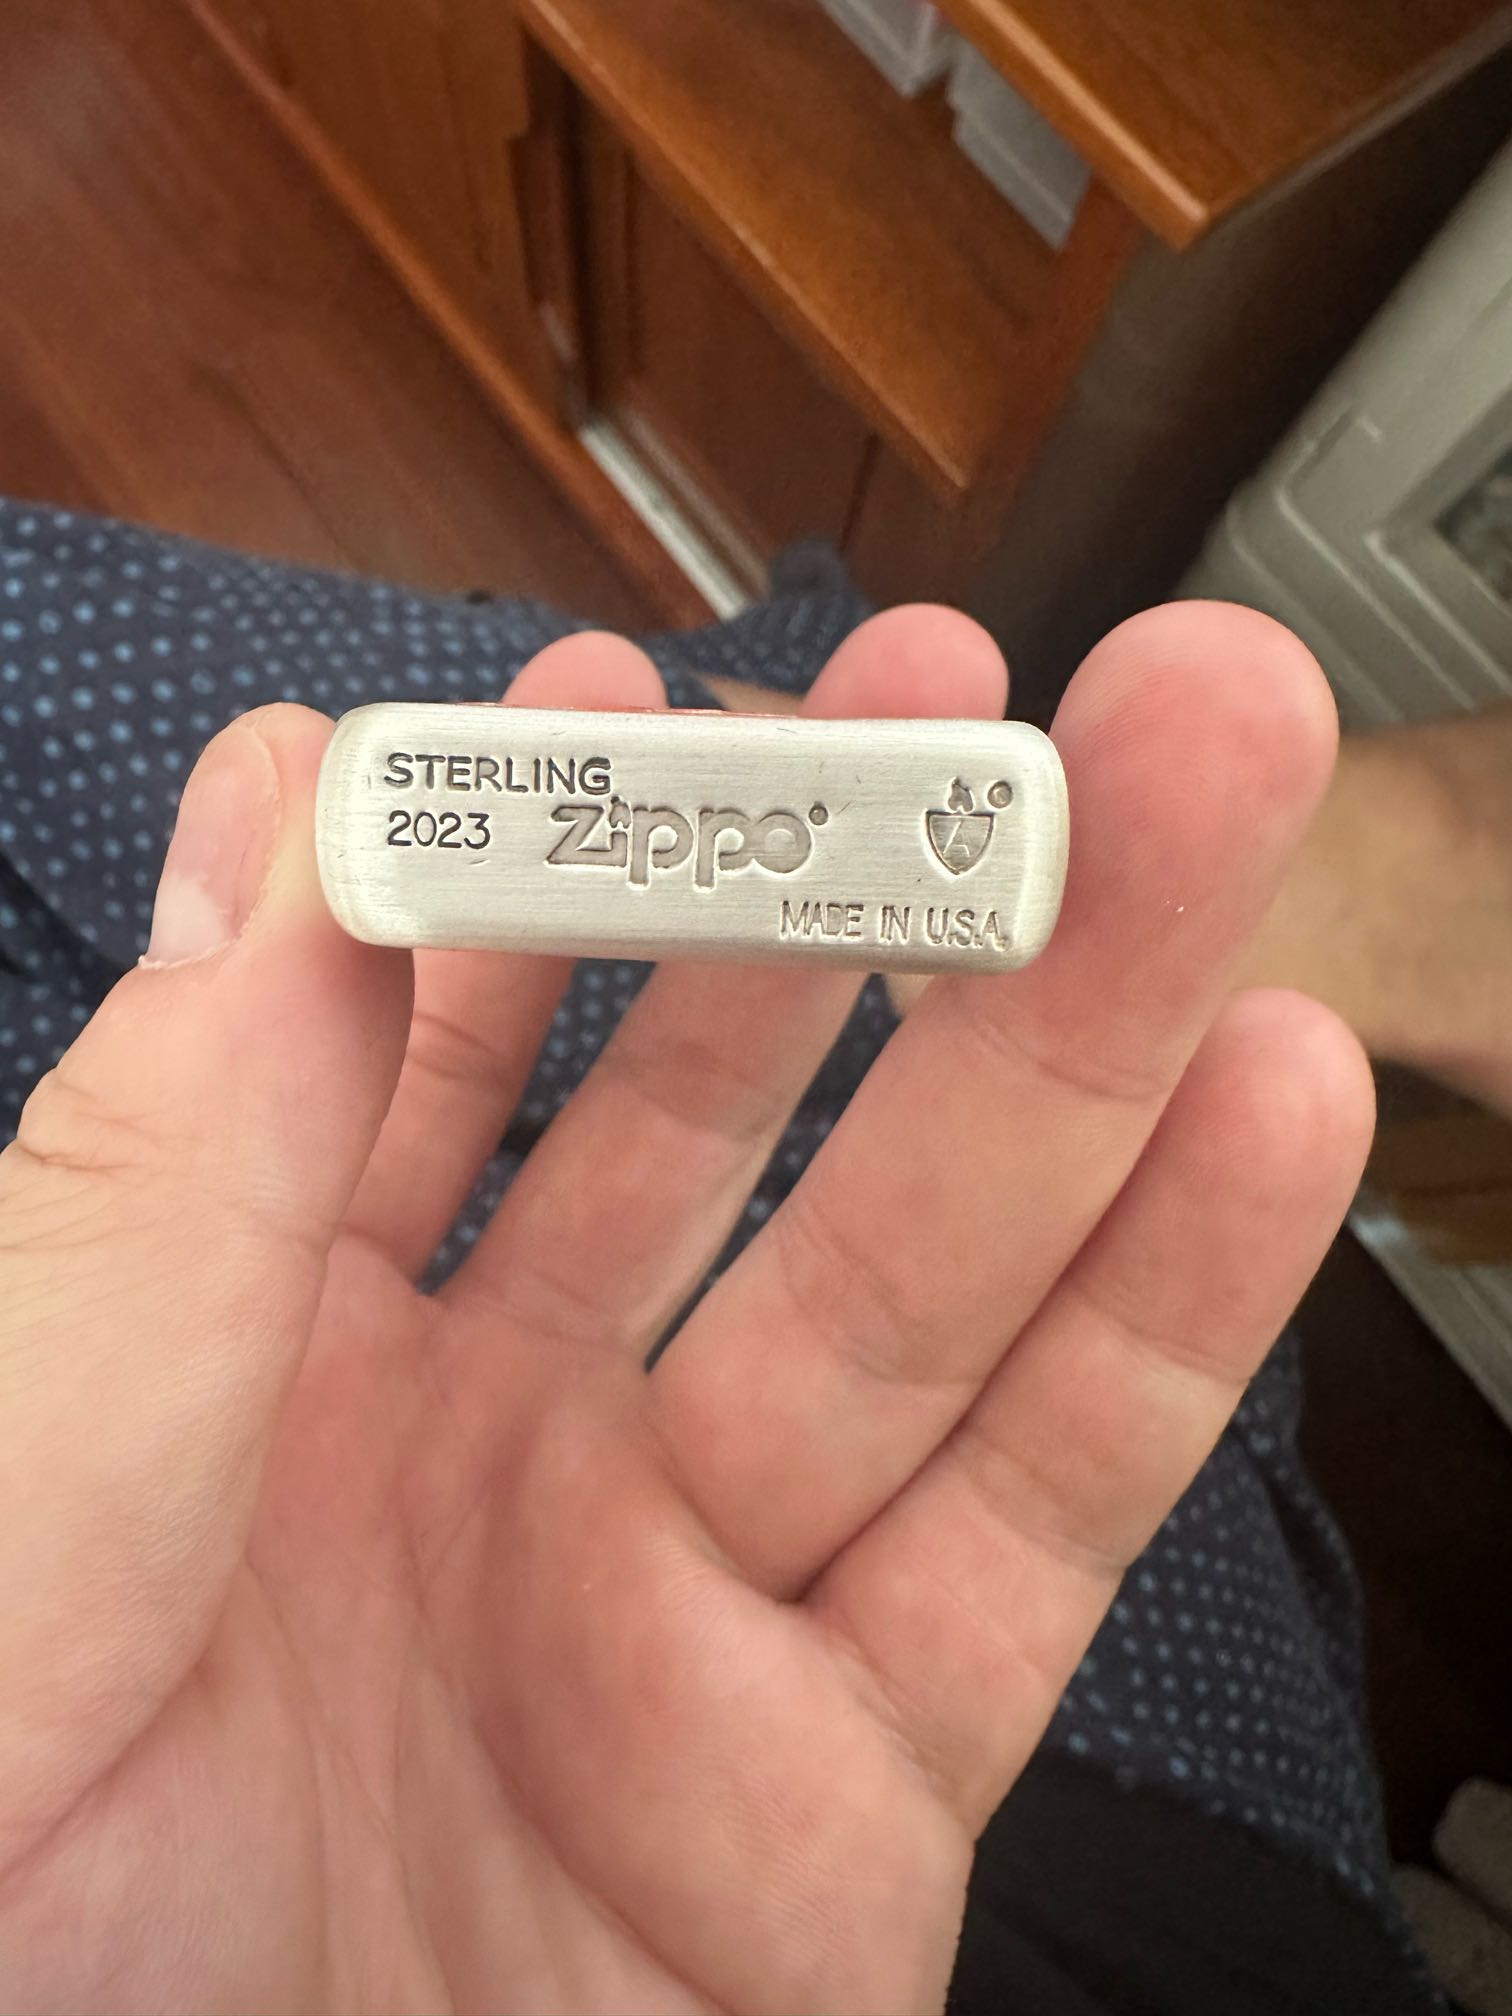 STERLING
2023 Zippo®
A
MADE IN U.S.A.